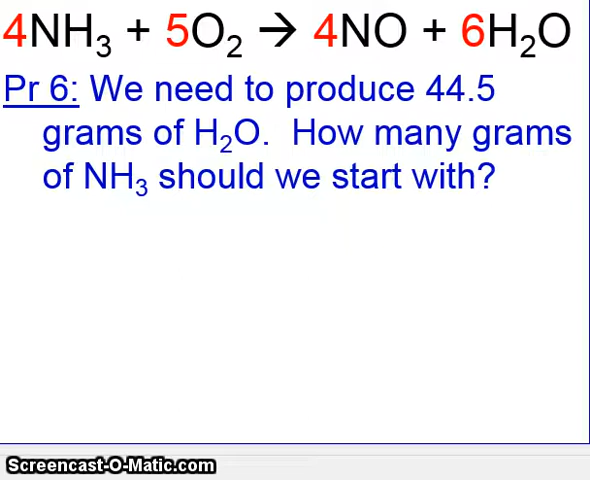 4NH₃ + 5O₂ → 4NO + 6H₂O
Pr 6: We need to produce 44.5
grams of H₂O. How many grams
of NH₃ should we start with?
Screencast-O-Matic.com